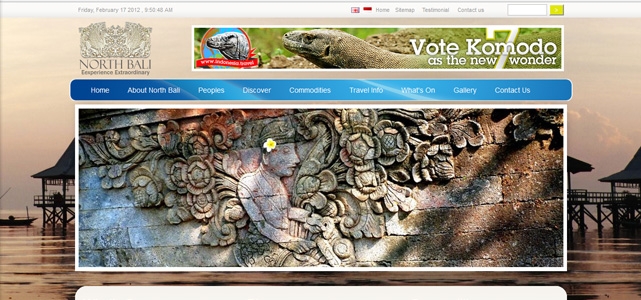 Friday, February 17 2012 , 9:50:48 AM
Home Sitemap Testimonial Contact us
>
NORTH BALI
Eexperience Extraordinary
www.indonesia.travel
Vote Komodo
as the new 7 wonder
Home About North Bali Peoples Discover Commodities Travel Info What's On Gallery Contact Us